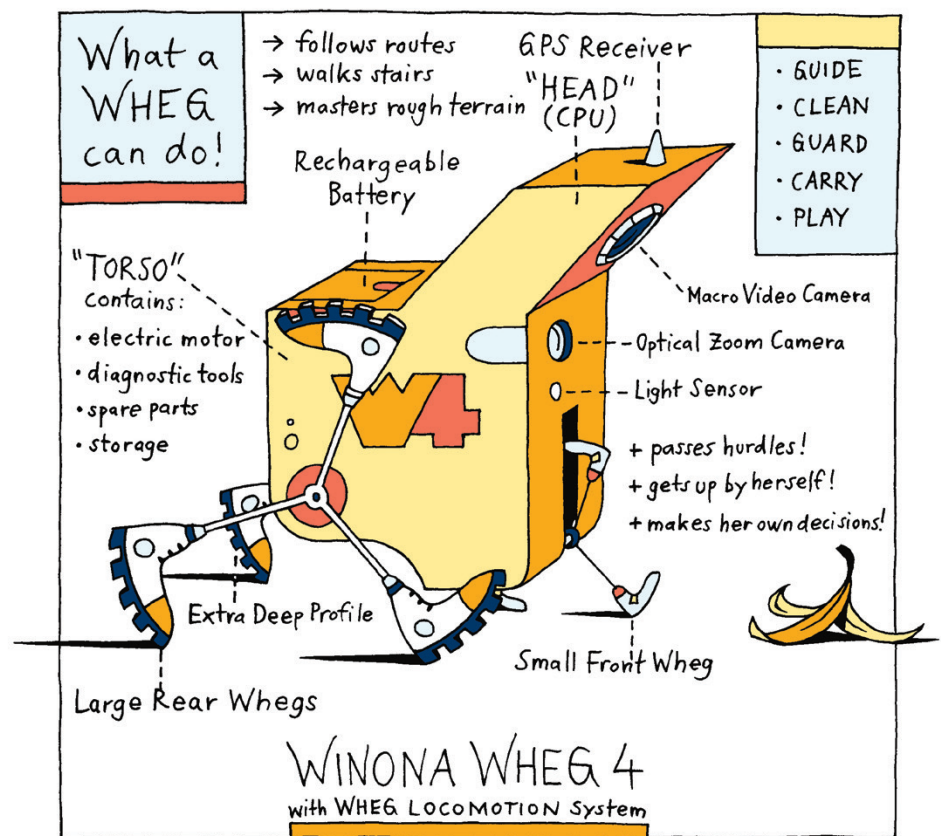 What a
WHEG
can do!
→ follows routes
→ walks stairs
→ masters rough terrain
GPS Receiver
"HEAD"
(CPU)
• GUIDE
• CLEAN
• GUARD
• CARRY
• PLAY
Rechargeable
Battery
"TORSO"
contains:
• electric motor
• diagnostic tools
• spare parts
• storage
Macro Video Camera
Optical Zoom Camera
Light Sensor
W4
+ passes hurdles!
+ gets up by herself!
+ makes her own decisions!
Extra Deep Profile
Small Front Wheg
Large Rear Whegs
WINONA WHEG 4
with WHEG LOCOMOTION System